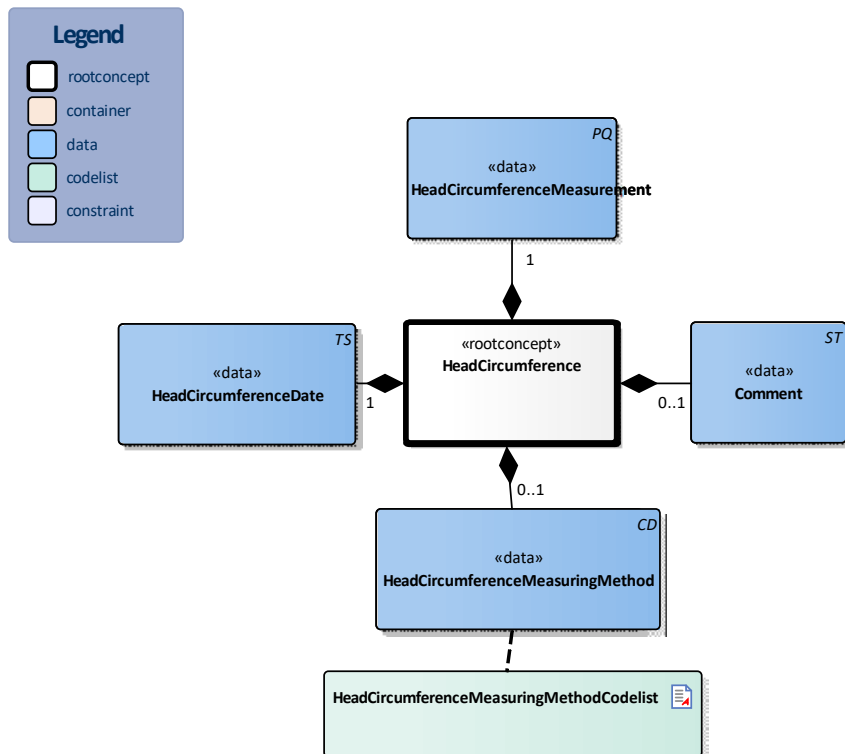 Legend
rootconcept
container
data
codelist
constraint
PQ
«data»
HeadCircumferenceMeasurement
1
TS
«data»
HeadCircumferenceDate
1
«rootconcept»
HeadCircumference
ST
«data»
Comment
0..1
0..1
CD
«data»
HeadCircumferenceMeasuringMethod
HeadCircumferenceMeasuringMethodCodelist